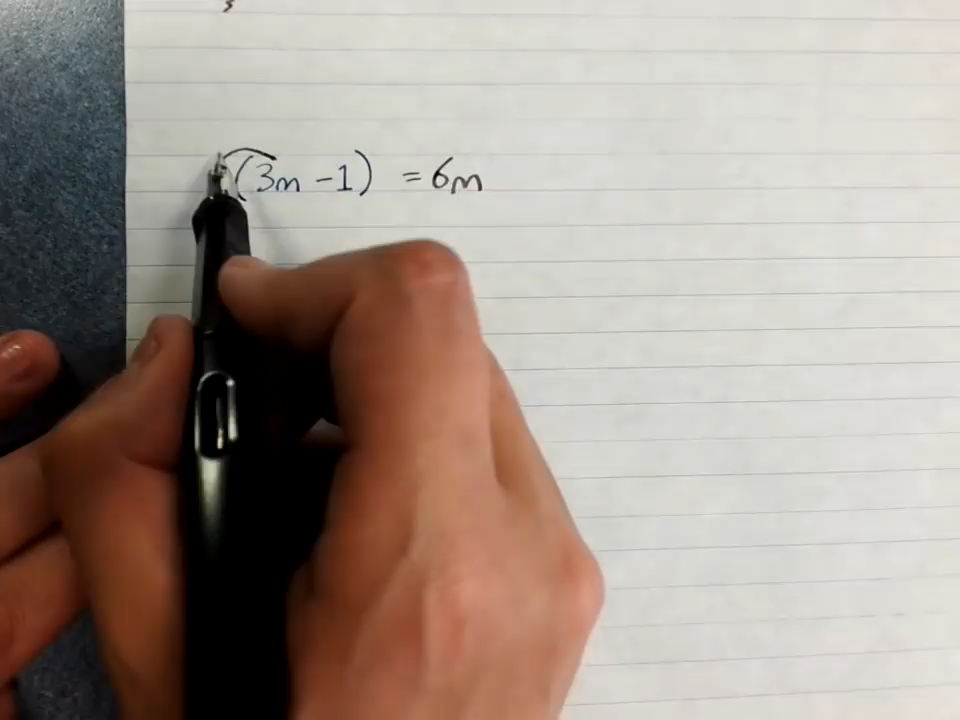 (3m -1) = 6m